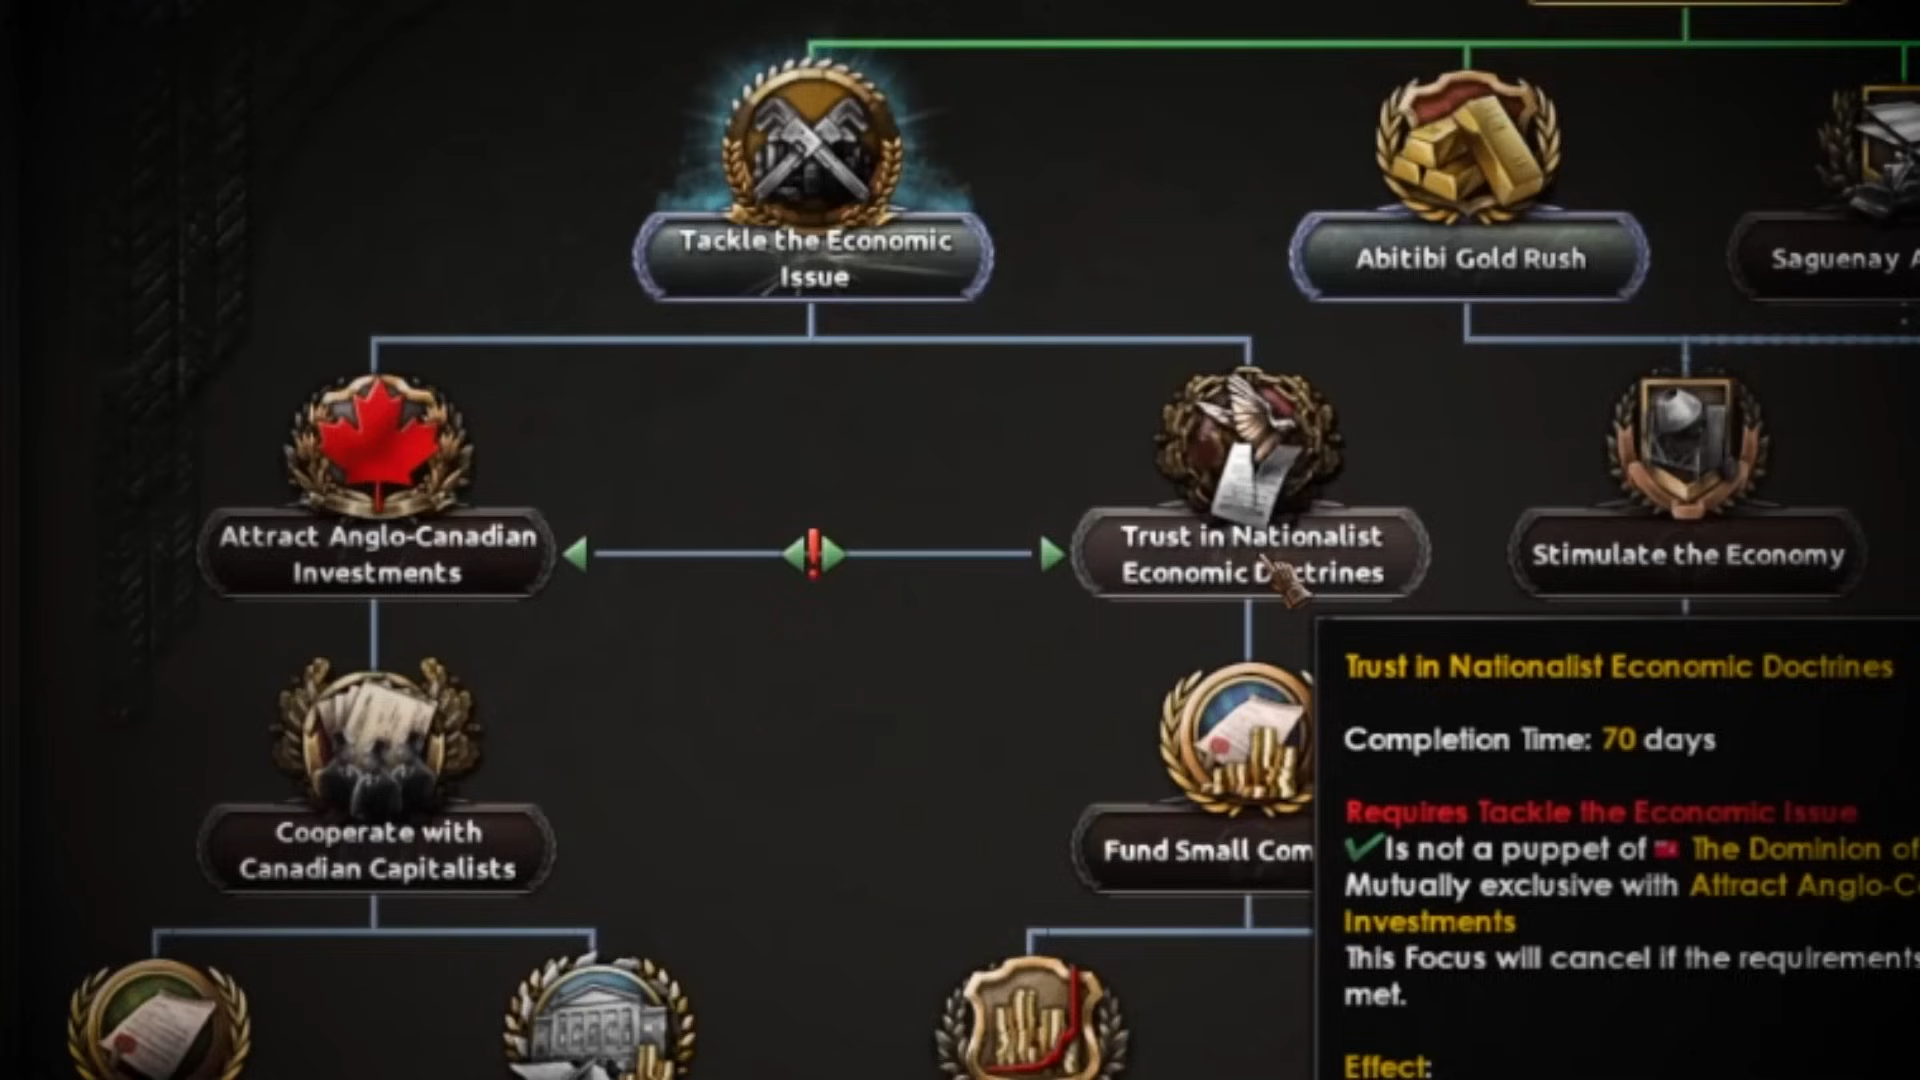 Tackle the Economic
Issue
Abitibi Gold Rush
Saguenay
Attract Anglo-Canadian
Investments
Trust in Nationalist
Economic Doctrines
Stimulate the Economy
Cooperate with
Canadian Capitalists
Fund Small Com
Trust in Nationalist Economic Doctrines
Completion Time: 70 days
Requires Tackle the Economic Issue
Is not a puppet of The Dominion of
Mutually exclusive with Attract Anglo-C
Investments
This Focus will cancel if the requirements
met.
Effect: